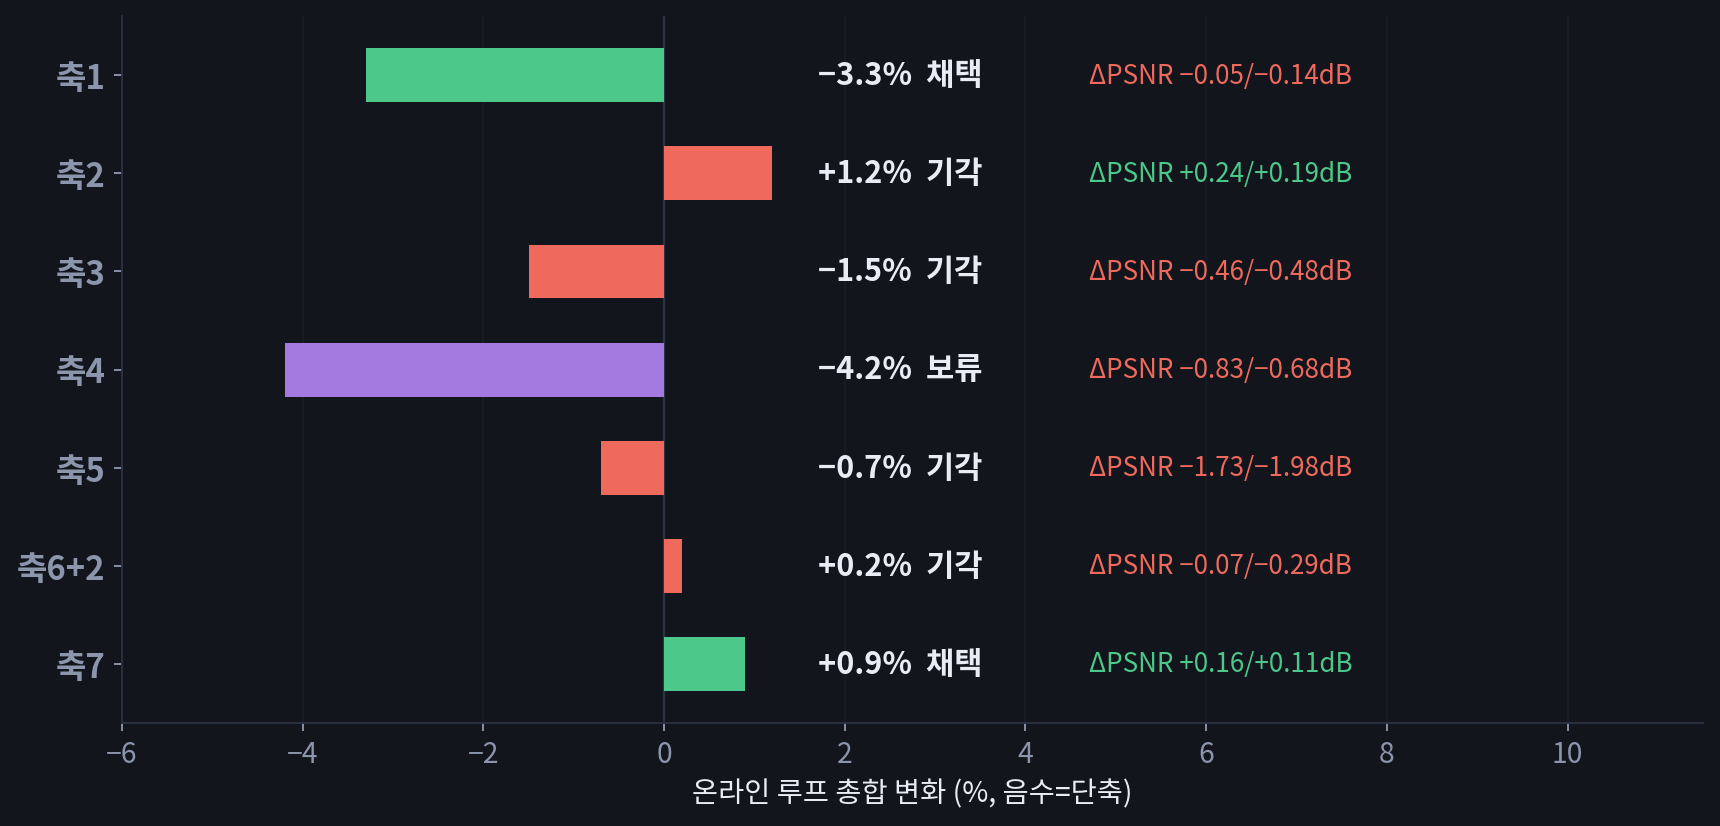 축1 −3.3% 채택 ΔPSNR −0.05/−0.14dB
축2 +1.2% 기각 ΔPSNR +0.24/+0.19dB
축3 −1.5% 기각 ΔPSNR −0.46/−0.48dB
축4 −4.2% 보류 ΔPSNR −0.83/−0.68dB
축5 −0.7% 기각 ΔPSNR −1.73/−1.98dB
축6+2 +0.2% 기각 ΔPSNR −0.07/−0.29dB
축7 +0.9% 채택 ΔPSNR +0.16/+0.11dB
−6 −4 −2 0 2 4 6 8 10
온라인 루프 총합 변화 (%, 음수=단축)